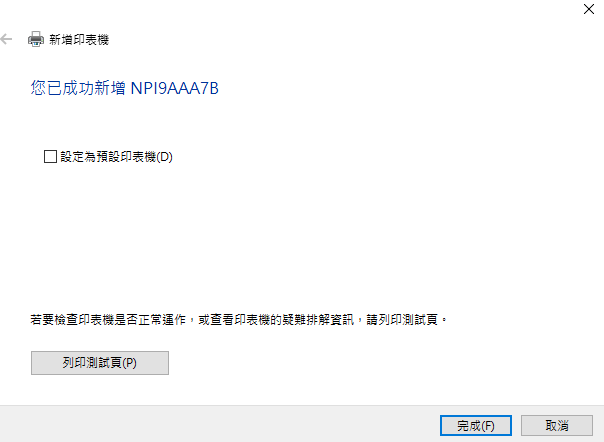 新增印表機
您已成功新增 NPI9AAA7B
設定為預設印表機(D)
若要檢查印表機是否正常運作，或查看印表機的疑難排解資訊，請列印測試頁。
列印測試頁(P)
完成(F) 取消